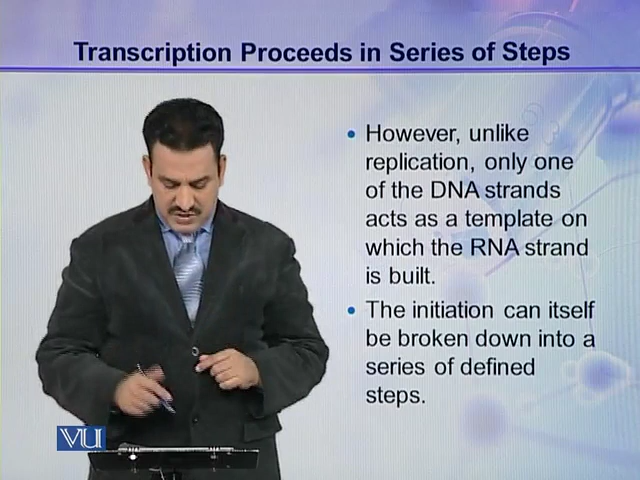 Transcription Proceeds in Series of Steps
• However, unlike
replication, only one
of the DNA strands
acts as a template on
which the RNA strand
is built.
• The initiation can itself
be broken down into a
series of defined
steps.
VU